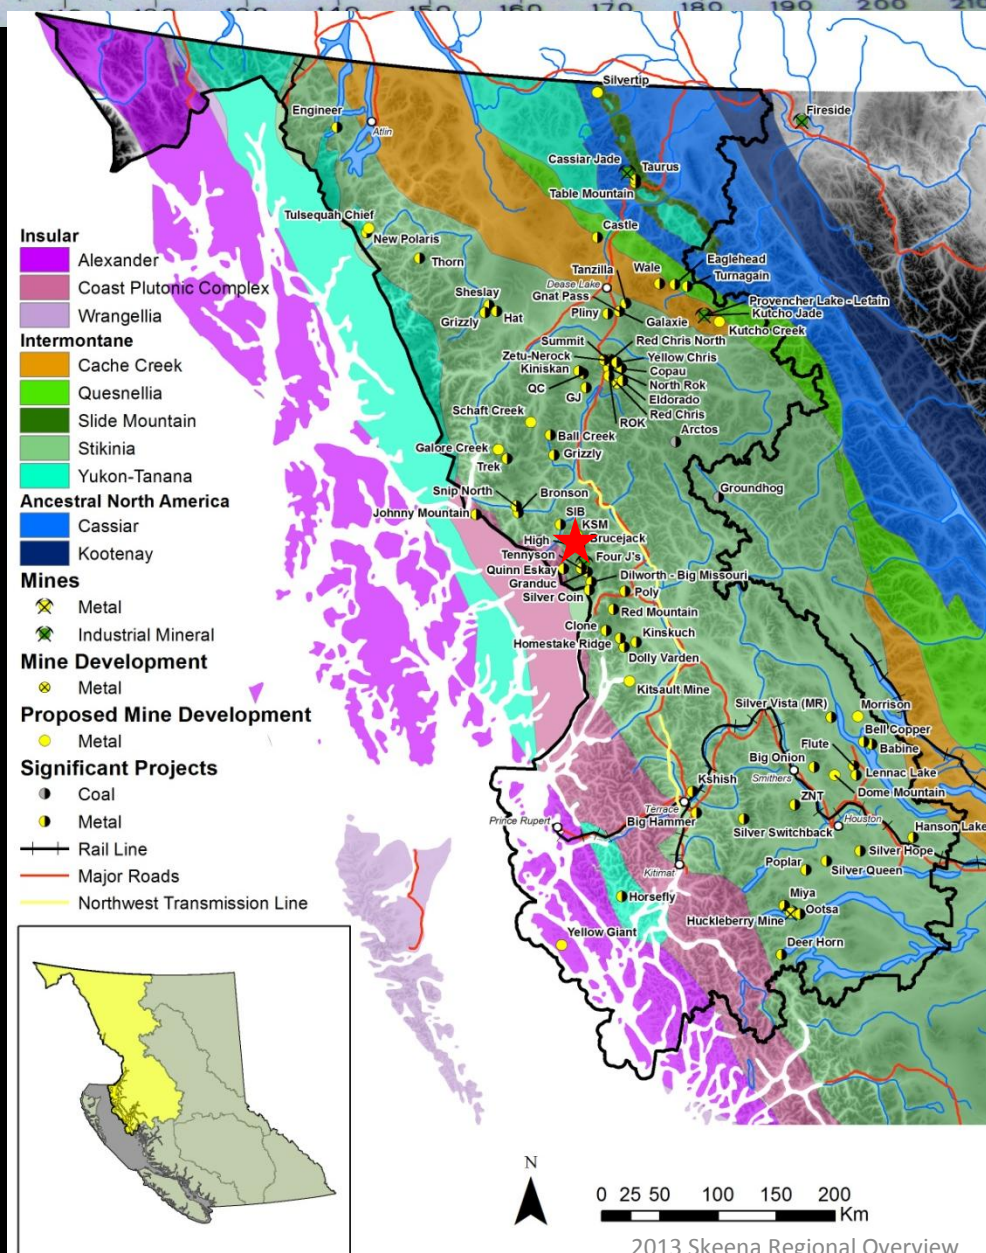 150 160 170 180 190 200 210
Silvertip
Engineer
Fireside
Atlin
Cassiar Jade
Taurus
Table Mountain
Tulsequah Chief
Castle
New Polaris
Insular
Alexander
Coast Plutonic Complex
Wrangellia
Intermontane
Cache Creek
Quesnellia
Slide Mountain
Stikinia
Yukon-Tanana
Ancestral North America
Cassiar
Kootenay
Mines
Metal
Industrial Mineral
Mine Development
Metal
Proposed Mine Development
Metal
Significant Projects
Coal
Metal
Rail Line
Major Roads
Northwest Transmission Line
Thorn
Eaglehead
Wale
Turnagain
Tanzilla
Dease Lake
Sheslay
Gnat Pass
Provencher Lake - Letain
Kutcho Jade
Grizzly
Hat
Pliny
Galaxie
Kutcho Creek
Summit
Red Chris North
Zetu-Nerock
Yellow Chris
Kiniskan
Copau
QC
North Rok
GJ
Eldorado
Red Chris
Schaft Creek
ROK
Arctos
Ball Creek
Galore Creek
Grizzly
Trek
Groundhog
Snip North
Bronson
Johnny Mountain
SIB
KSM
High
Brucejack
Tennyson
Four J's
Quinn Eskay
Dilworth - Big Missouri
Granduc
Silver Coin
Poly
Red Mountain
Clone
Kinskuch
Homestake Ridge
Dolly Varden
Kitsault Mine
Silver Vista (MR)
Morrison
Bell Copper
Flute
Babine
Big Onion
Smithers
Lennac Lake
Kshish
Dome Mountain
ZNT
Terrace
Prince Rupert
Big Hammer
Houston
Silver Switchback
Hanson Lake
Silver Hope
Poplar
Silver Queen
Kitimat
Horsefly
Miya
Ootsa
Huckleberry Mine
Yellow Giant
Deer Horn
N
0 25 50 100 150 200
Km
2013 Skeena Regional Overview